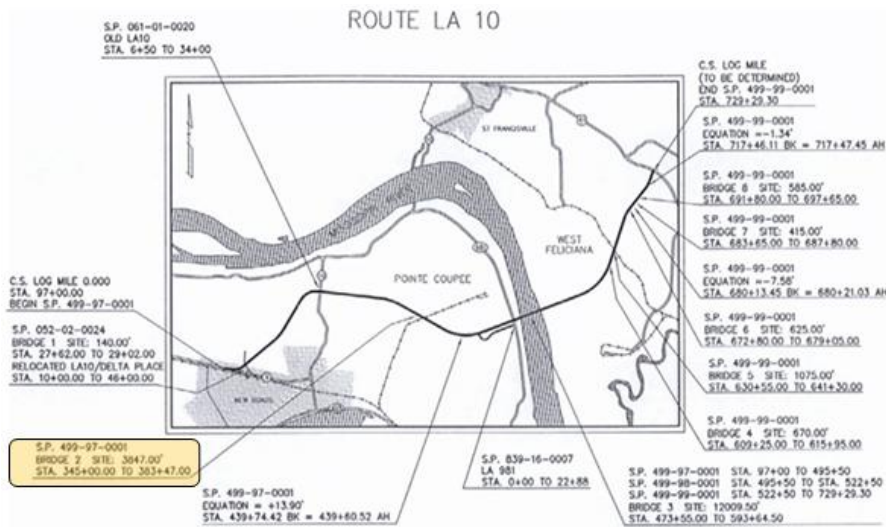 ROUTE LA 10
S.P. 061-01-0020
OLD LA10
STA. 6+50 TO 34+00
C.S. LOG MILE
(TO BE DETERMINED)
END S.P. 499-99-0001
STA. 729+29.30
S.P. 499-99-0001
EQUATION =-1.34'
STA. 717+46.11 BK = 717+47.45 AH
S.P. 499-99-0001
BRIDGE 8 SITE: 585.00'
STA. 691+80.00 TO 697+65.00
S.P. 499-99-0001
BRIDGE 7 SITE: 415.00'
STA. 683+65.00 TO 687+80.00
S.P. 499-99-0001
EQUATION =-7.58'
STA. 680+13.45 BK = 680+21.03 AH
S.P. 499-99-0001
BRIDGE 6 SITE: 625.00'
STA. 672+80.00 TO 679+05.00
S.P. 499-99-0001
BRIDGE 5 SITE: 1075.00'
STA. 630+55.00 TO 641+30.00
S.P. 499-99-0001
BRIDGE 4 SITE: 670.00'
STA. 609+25.00 TO 615+95.00
ST FRANCISVILLE
MISSISSIPPI RIVER
WEST
FELICIANA
POINTE COUPEE
NEW ROADS
C.S. LOG MILE 0.000
STA. 97+00.00
BEGIN S.P. 499-97-0001
S.P. 052-02-0024
BRIDGE 1 SITE: 140.00'
STA. 27+62.00 TO 29+02.00
RELOCATED LA10/DELTA PLACE
STA. 10+00.00 TO 46+00.00
S.P. 499-97-0001
BRIDGE 2 SITE: 3847.00'
STA. 345+00.00 TO 383+47.00
S.P. 499-97-0001
EQUATION = +13.90'
STA. 439+74.42 BK = 439+60.52 AH
S.P. 839-16-0007
LA 981
STA. 0+00 TO 22+88
S.P. 499-97-0001 STA. 97+00 TO 495+50
S.P. 499-98-0001 STA. 495+50 TO STA. 522+50
S.P. 499-99-0001 STA. 522+50 TO 729+29.30
BRIDGE 3 SITE: 12009.50'
STA. 473+55.00 TO 593+64.50